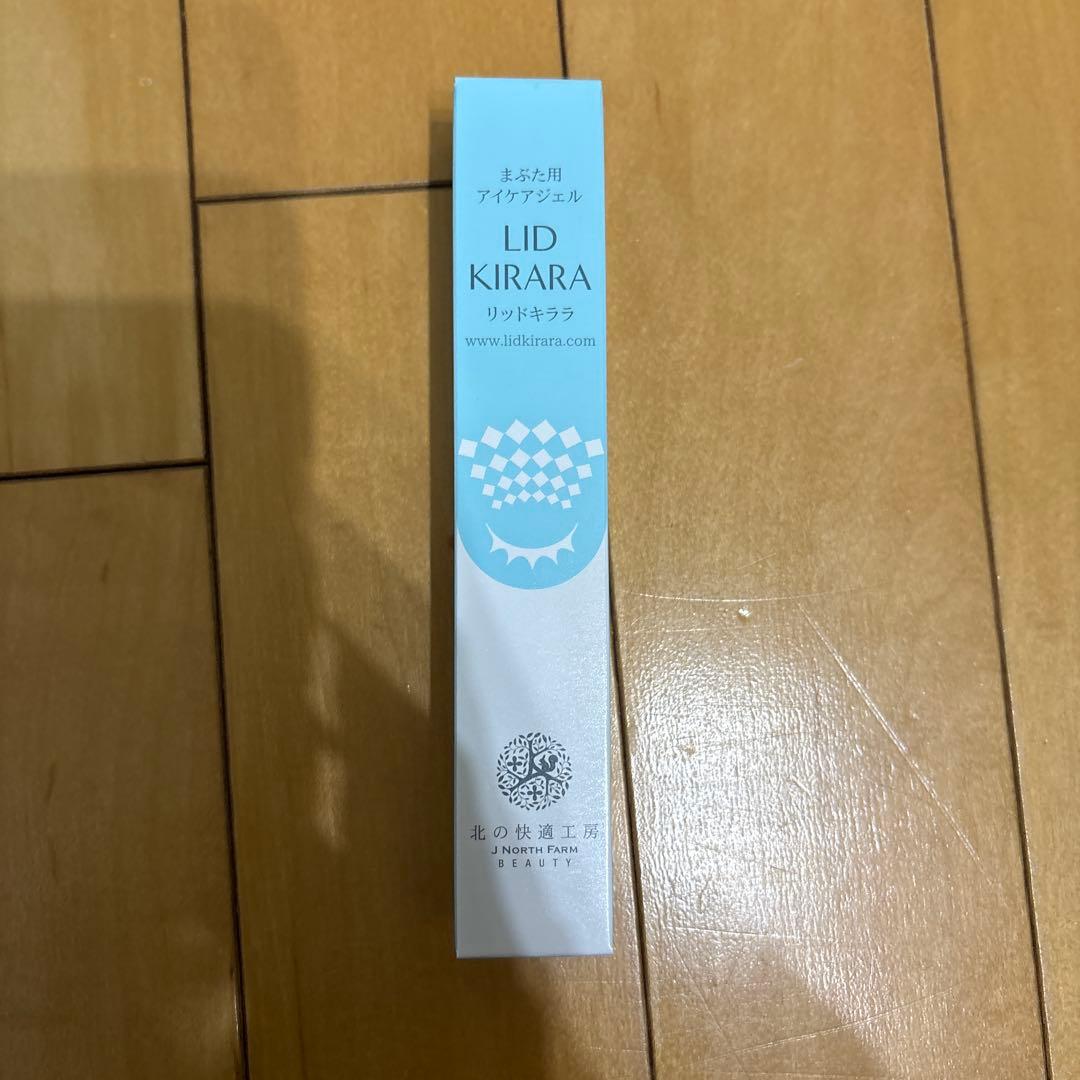 まぶた用
アイケアジェル
LID
KIRARA
リッドキララ
www.lidkirara.com
北の快適工房
J NORTH FARM
BEAUTY